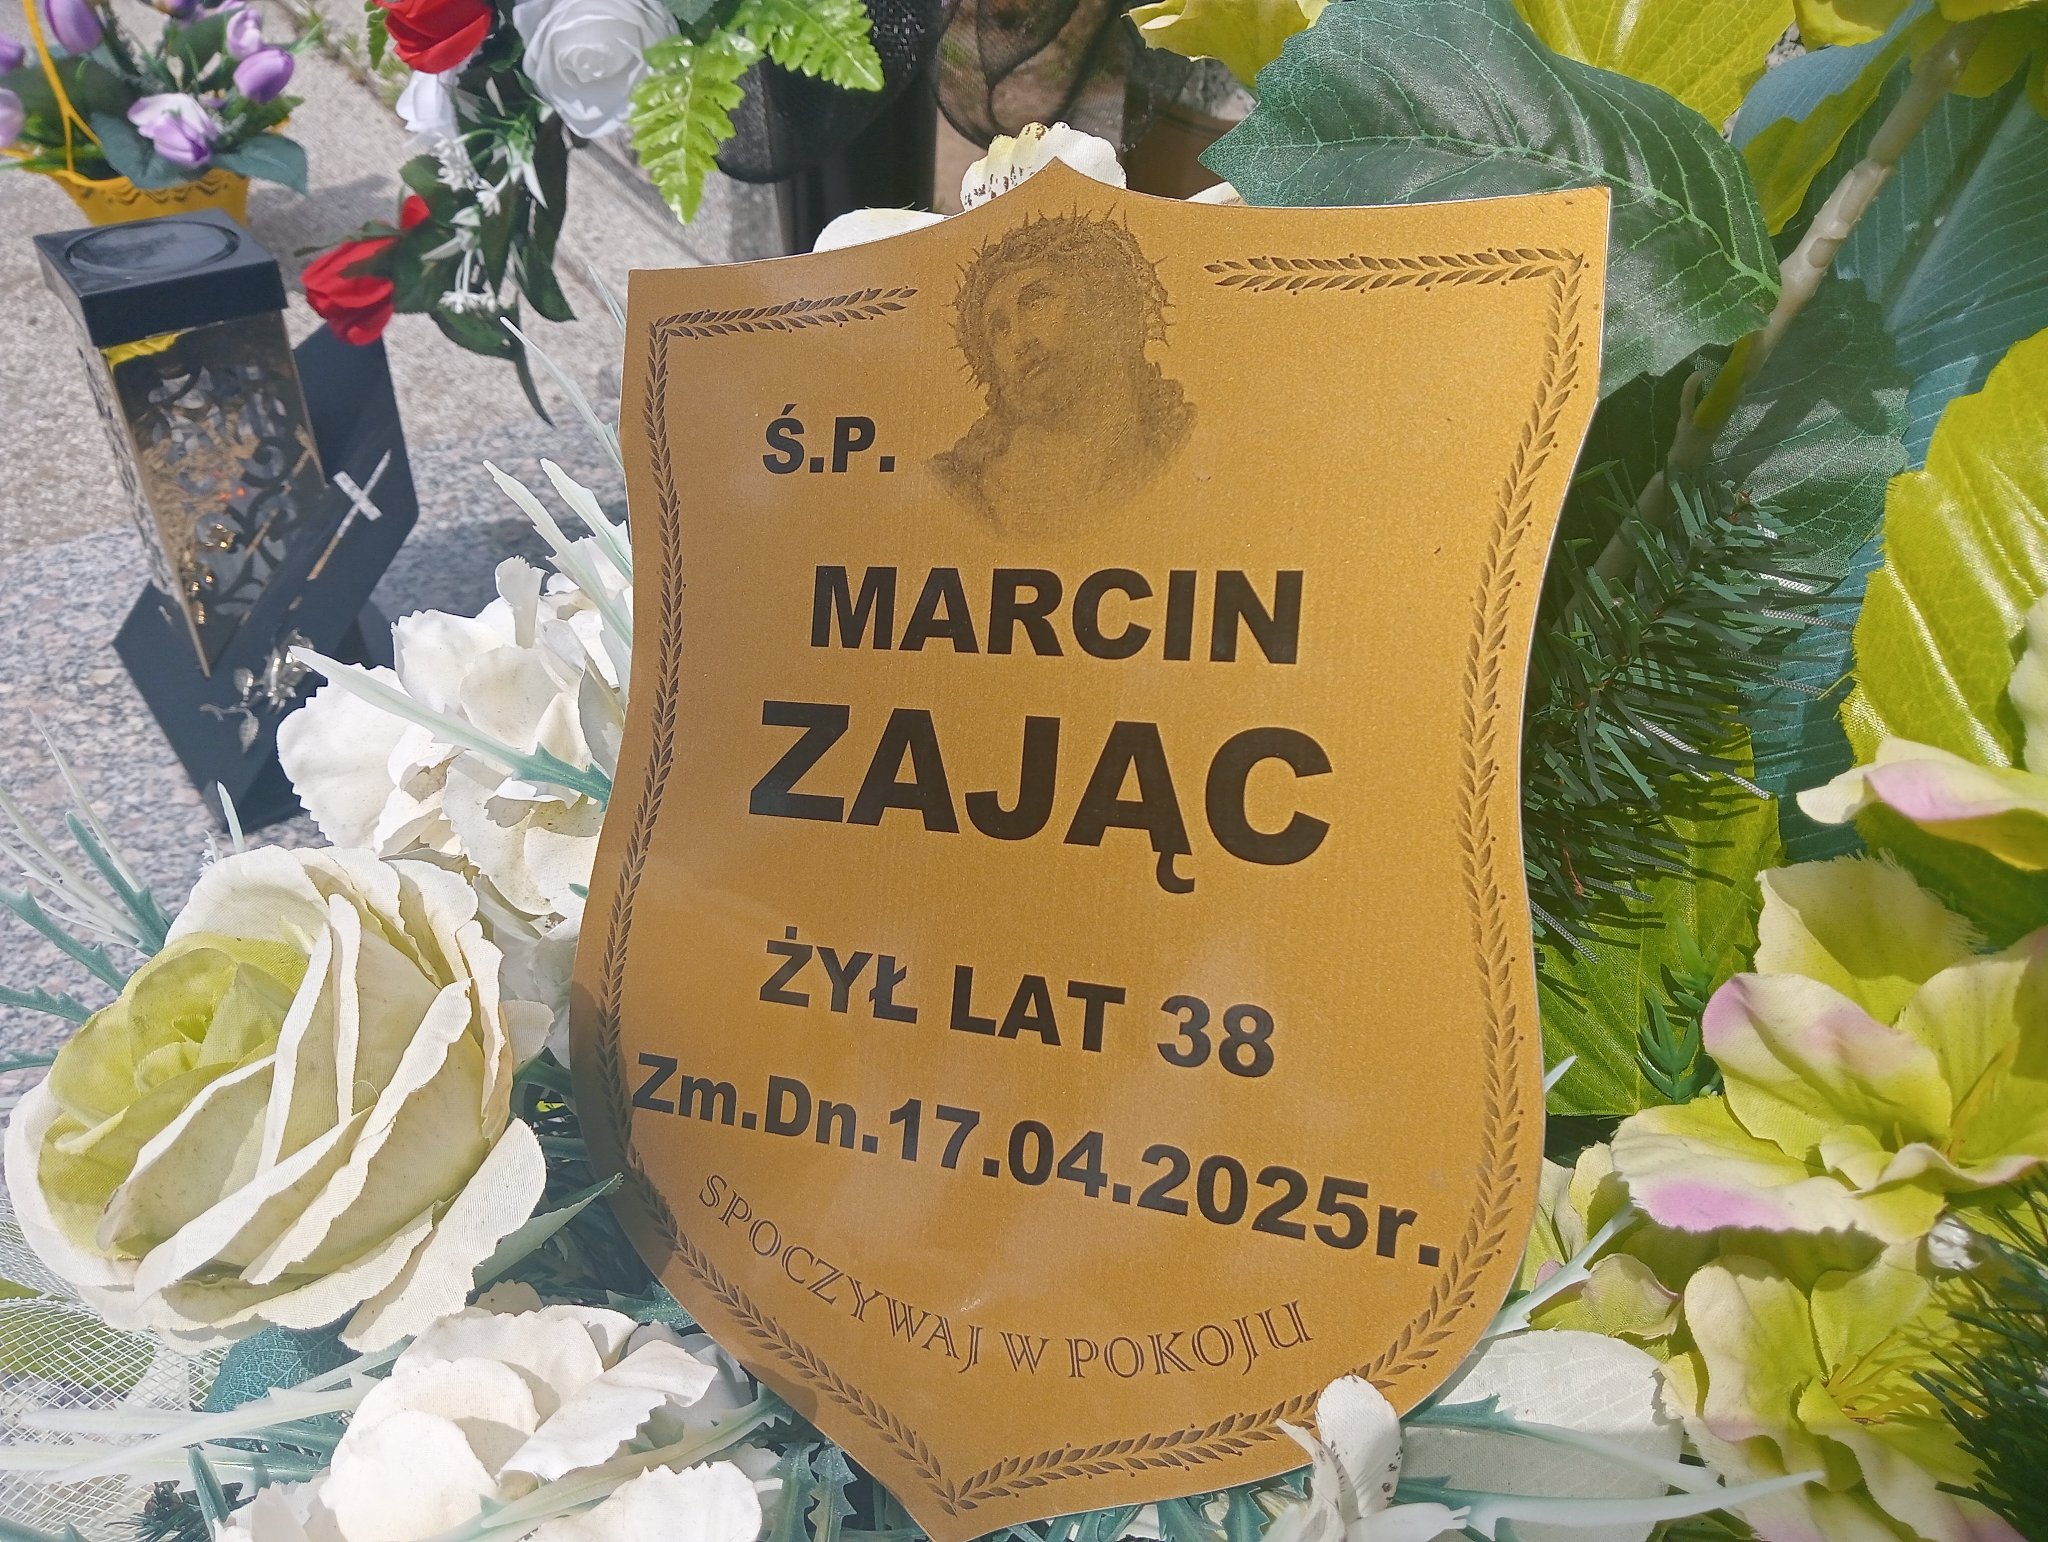 Ś.P.
MARCIN
ZAJĄC
ŻYŁ LAT 38
Zm.Dn.17.04.2025r.
SPOCZYWAJ W POKOJU